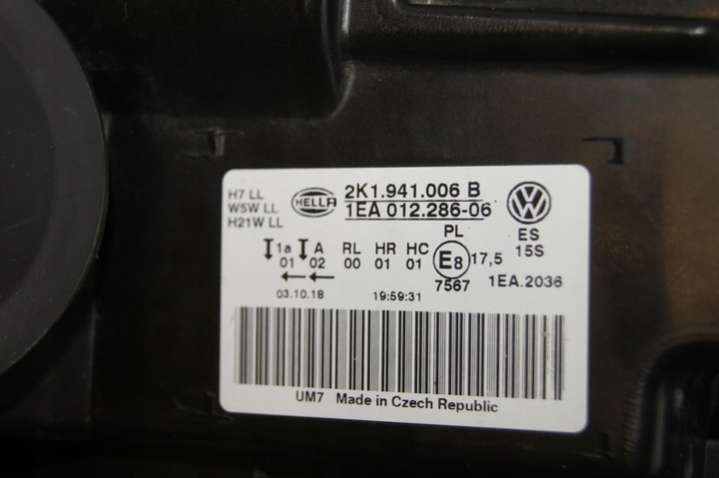 H7 LL
W5W LL
H21W LL
HELLA
2K1.941.006 B
1EA 012.286-06
VW
PL
ES
15S
1a A RL HR HC
01 02 00 01 01
E8 17,5
7567
1EA.2036
03.10.18 19:59:31
UM7 Made in Czech Republic